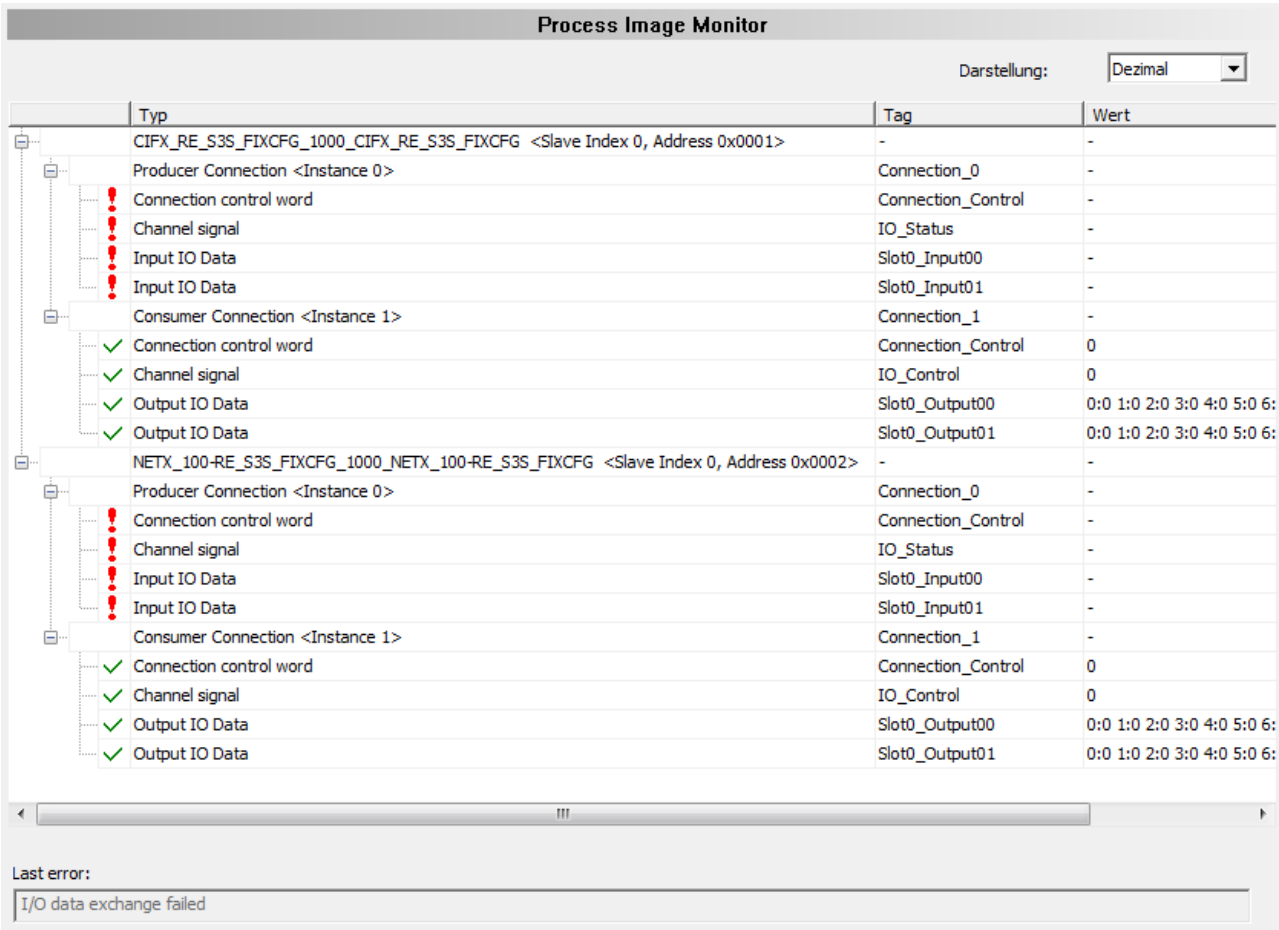 Process Image Monitor
Darstellung: Dezimal
Typ Tag Wert
CIFX_RE_S3S_FIXCFG_1000_CIFX_RE_S3S_FIXCFG <Slave Index 0, Address 0x0001> - -
Producer Connection <Instance 0> Connection_0 -
Connection control word Connection_Control -
Channel signal IO_Status -
Input IO Data Slot0_Input00 -
Input IO Data Slot0_Input01 -
Consumer Connection <Instance 1> Connection_1 -
Connection control word Connection_Control 0
Channel signal IO_Control 0
Output IO Data Slot0_Output00 0:0 1:0 2:0 3:0 4:0 5:0 6:
Output IO Data Slot0_Output01 0:0 1:0 2:0 3:0 4:0 5:0 6:
NETX_100-RE_S3S_FIXCFG_1000_NETX_100-RE_S3S_FIXCFG <Slave Index 0, Address 0x0002> - -
Producer Connection <Instance 0> Connection_0 -
Connection control word Connection_Control -
Channel signal IO_Status -
Input IO Data Slot0_Input00 -
Input IO Data Slot0_Input01 -
Consumer Connection <Instance 1> Connection_1 -
Connection control word Connection_Control 0
Channel signal IO_Control 0
Output IO Data Slot0_Output00 0:0 1:0 2:0 3:0 4:0 5:0 6:
Output IO Data Slot0_Output01 0:0 1:0 2:0 3:0 4:0 5:0 6:
Last error:
I/O data exchange failed